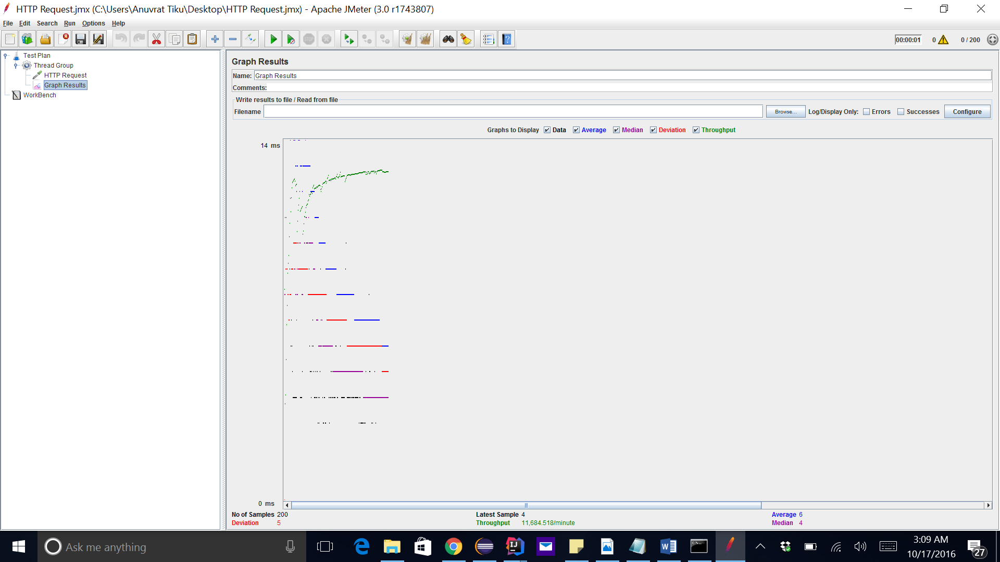 HTTP Request.jmx (C:\Users\Anuvrat Tiku\Desktop\HTTP Request.jmx) - Apache JMeter (3.0 r1743807)
File Edit Search Run Options Help
STOP 00:00:01 0 0 / 200
Test Plan
Thread Group
HTTP Request
Graph Results
WorkBench
Graph Results
Name: Graph Results
Comments:
Write results to file / Read from file
Filename Browse... Log/Display Only: Errors Successes Configure
Graphs to Display Data Average Median Deviation Throughput
14 ms
0 ms
No of Samples 200 Latest Sample 4 Average 6
Deviation 5 Throughput 11,684.518/minute Median 4
Ask me anything
3:09 AM
10/17/2016
27